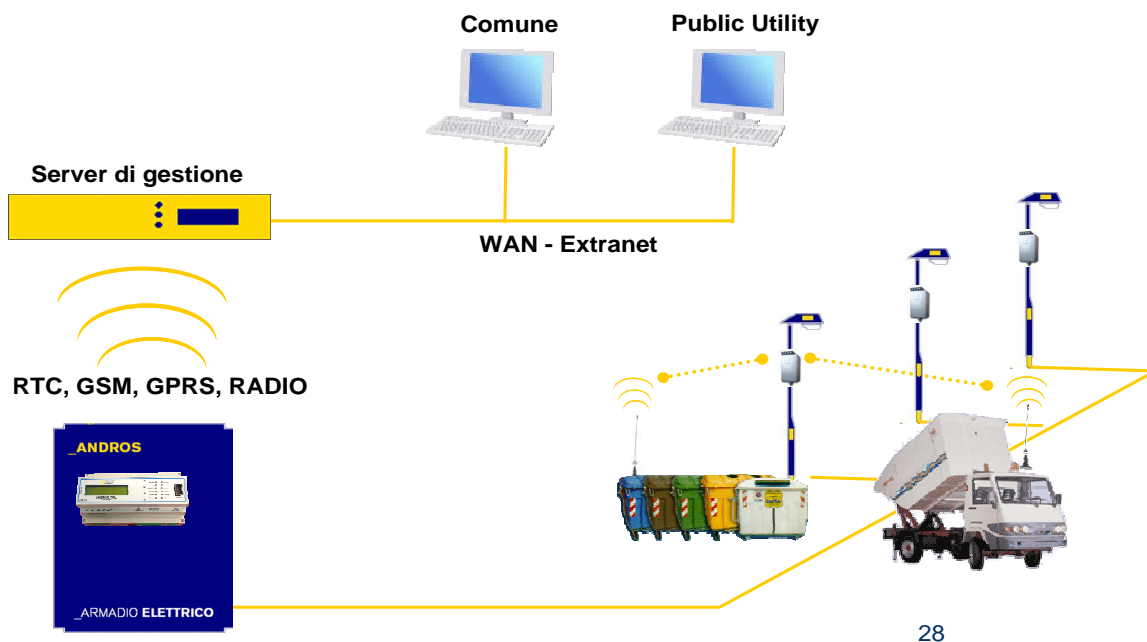 Comune
Public Utility
Server di gestione
WAN - Extranet
RTC, GSM, GPRS, RADIO
_ANDROS
_ARMADIO ELETTRICO
28